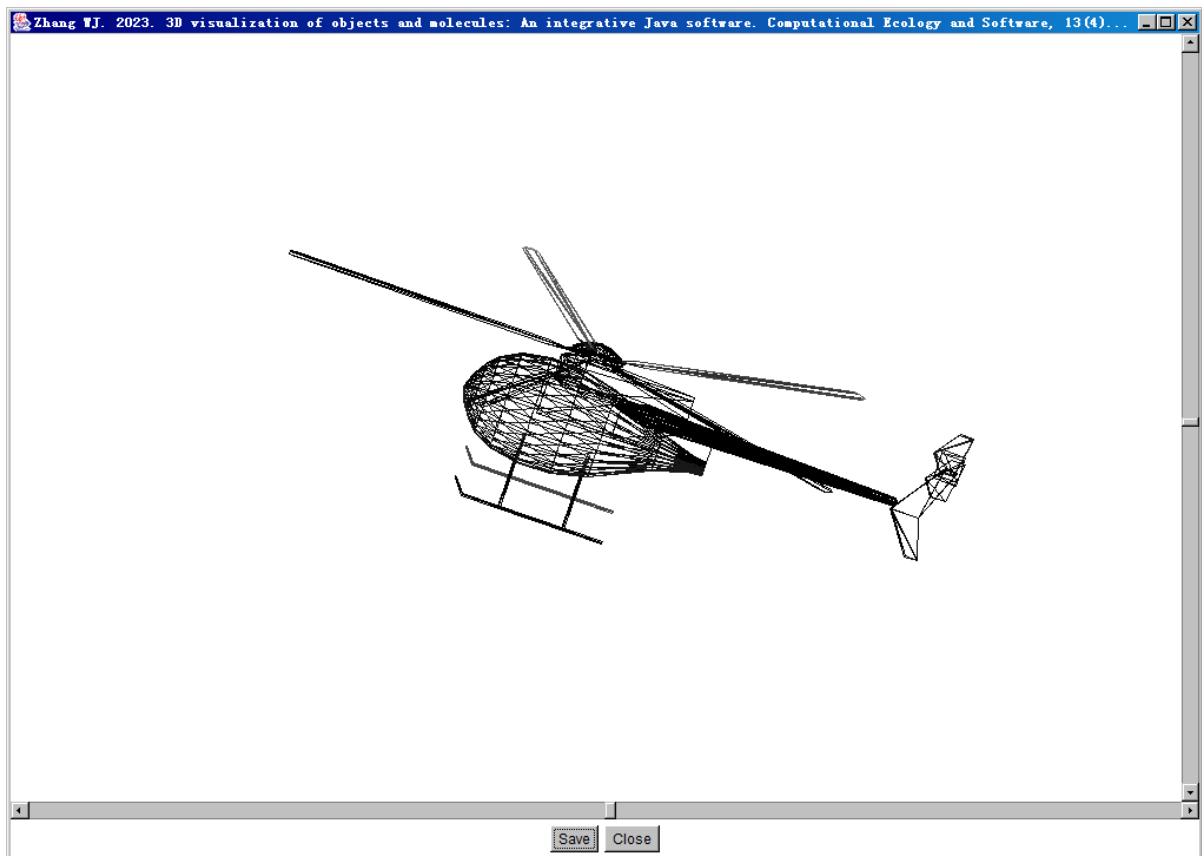 Zhang WJ. 2023. 3D visualization of objects and molecules: An integrative Java software. Computational Ecology and Software, 13(4)...
Save Close